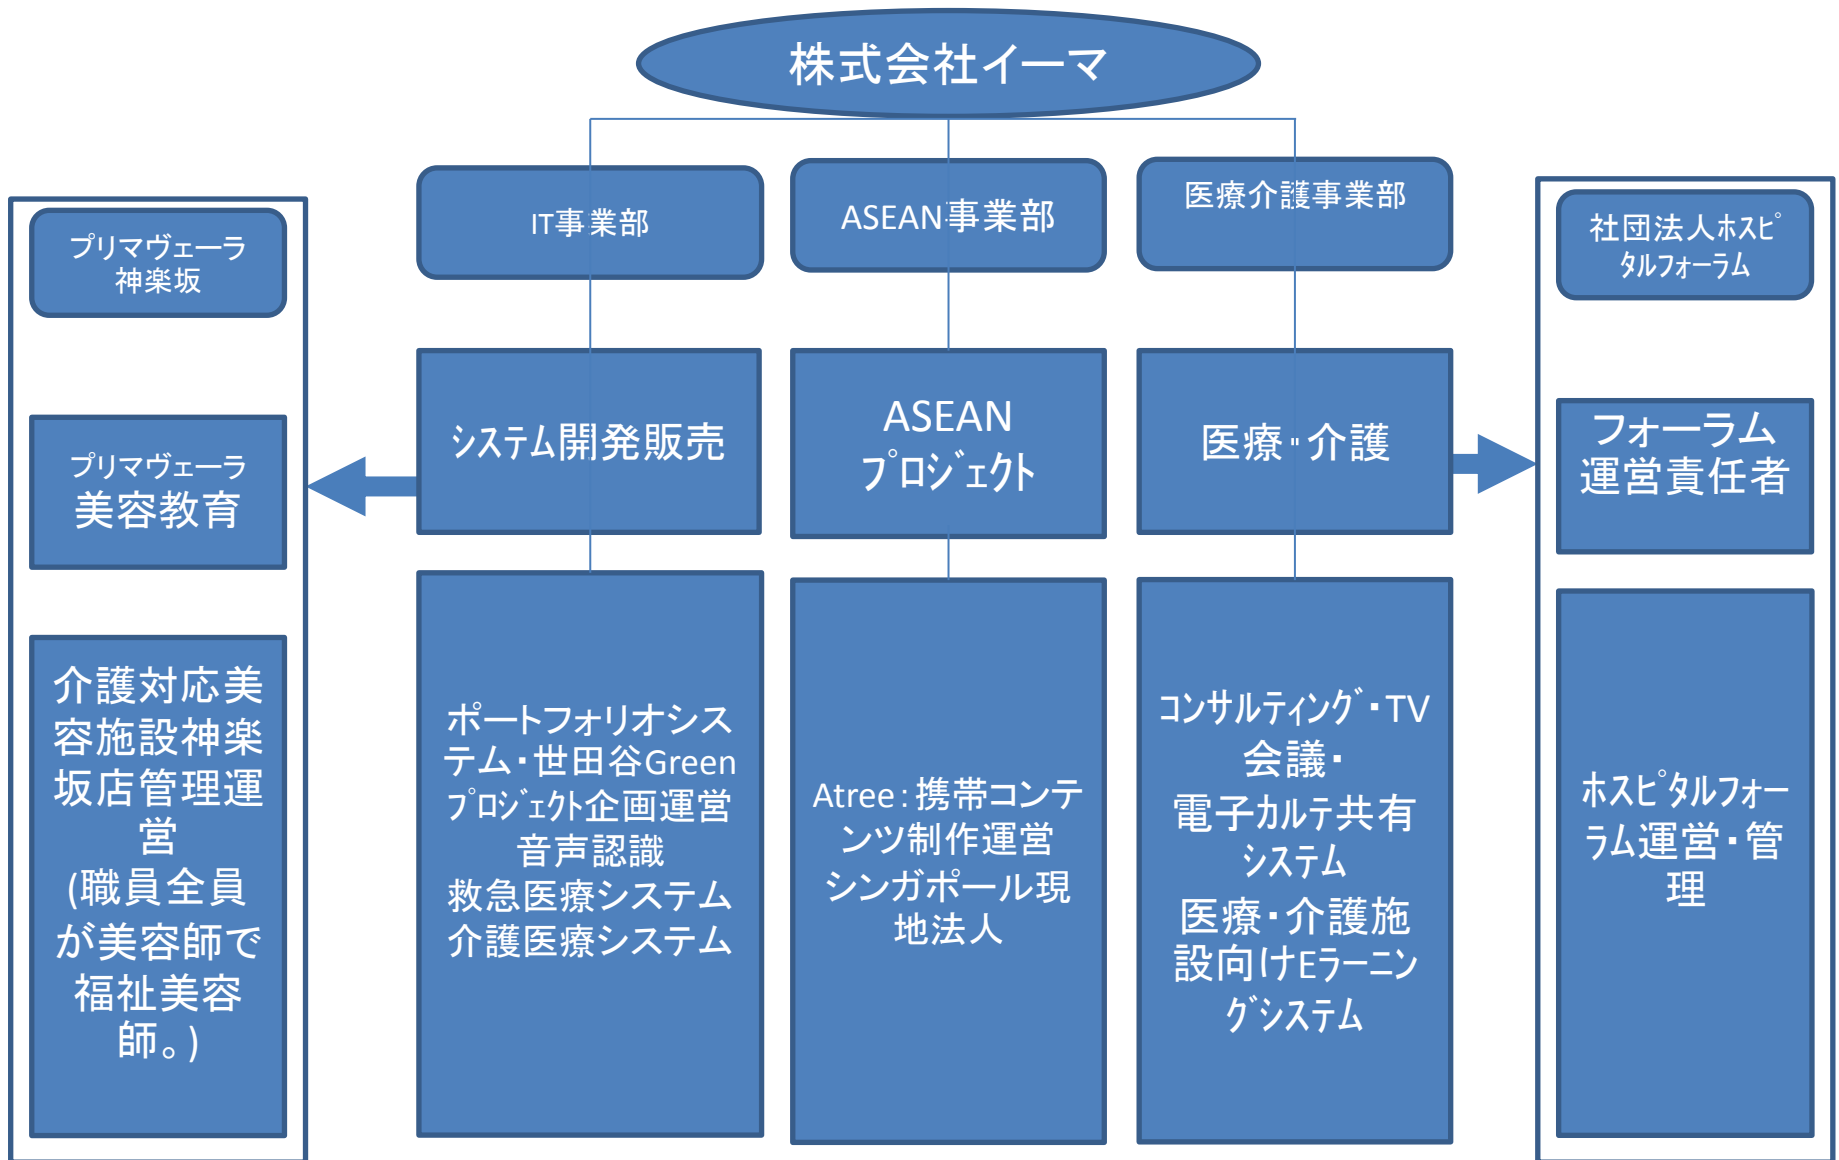 株式会社イーマ
プリマヴェーラ
神楽坂
プリマヴェーラ
美容教育
介護対応美
容施設神楽
坂店管理運
営
(職員全員
が美容師で
福祉美容
師。)
IT事業部
システム開発販売
ポートフォリオシス
テム・世田谷Green
プロジェクト企画運営
音声認識
救急医療システム
介護医療システム
ASEAN事業部
ASEAN
プロジェクト
Atree:携帯コンテ
ンツ制作運営
シンガポール現
地法人
医療介護事業部
医療・介護
コンサルティング・TV
会議・
電子カルテ共有
システム
医療・介護施
設向けEラーニン
グシステム
社団法人ホスピ
タルフォーラム
フォーラム
運営責任者
ホスピタルフォー
ラム運営・管
理